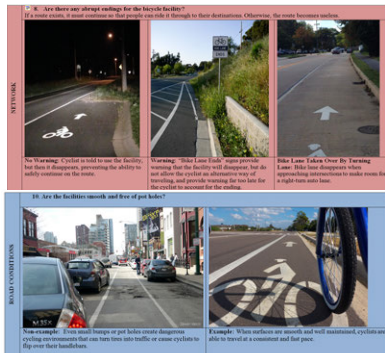 8. Are there any abrupt endings for the bicycle facility?
If a route exists, it must continue so that people can ride it through to their destinations. Otherwise, the route becomes useless.
NETWORK
No Warning: Cyclist is told to use the facility,
but then it disappears, preventing the ability
to safely continue on the route.
Warning: "Bike Lane Ends" signs provide
warning that the facility will disappear, but do
not allow the cyclist an alternative way of
traveling, and provide warning far too late for
the cyclist to account for the ending.
Bike Lane Taken Over By Turning
Lane: Bike lane disappears when
approaching intersections to make room for
a right-turn auto lane.
10. Are the facilities smooth and free of pot holes?
ROAD CONDITIONS
Non-example: Even small bumps or pot holes create dangerous
cycling environments that can turn tires into traffic or cause cyclists to
flip over their handlebars.
Example: When surfaces are smooth and well maintained, cyclists are
able to travel at a consistent and fast pace.